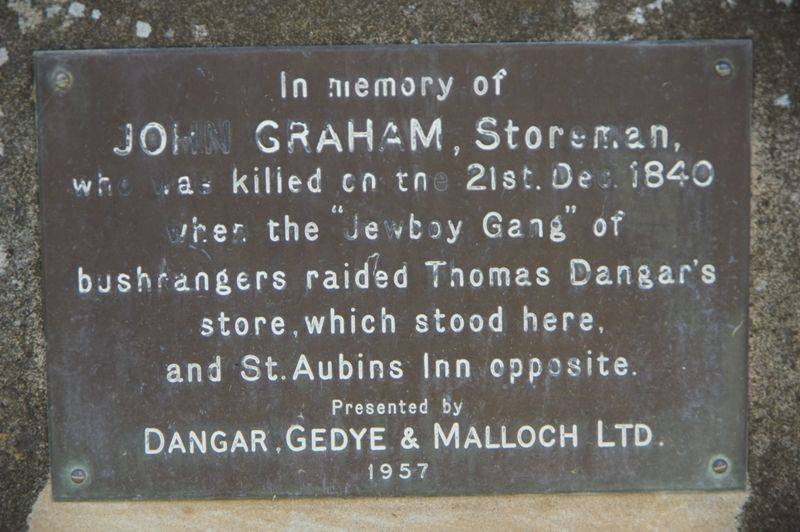 In memory of
JOHN GRAHAM, Storeman,
who was killed on the 21st. Dec. 1840
when the "Jewboy Gang" of
bushrangers raided Thomas Dangar's
store, which stood here,
and St. Aubins Inn opposite.
Presented by
DANGAR, GEDYE & MALLOCH LTD.
1957